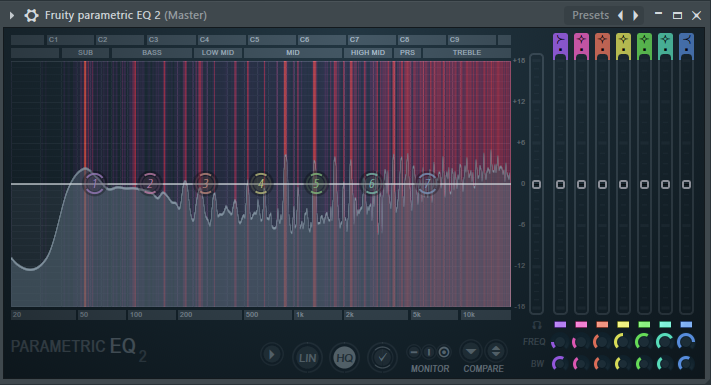 Fruity parametric EQ 2 (Master) Presets
C1 C2 C3 C4 C5 C6 C7 C8 C9
SUB BASS LOW MID MID HIGH MID PRS TREBLE
+18
+12
+6
0
-6
-12
-18
1 2 3 4 5 6 7
20 50 100 200 500 1k 2k 5k 10k
PARAMETRIC EQ 2
LIN HQ
MONITOR COMPARE
FREQ
BW